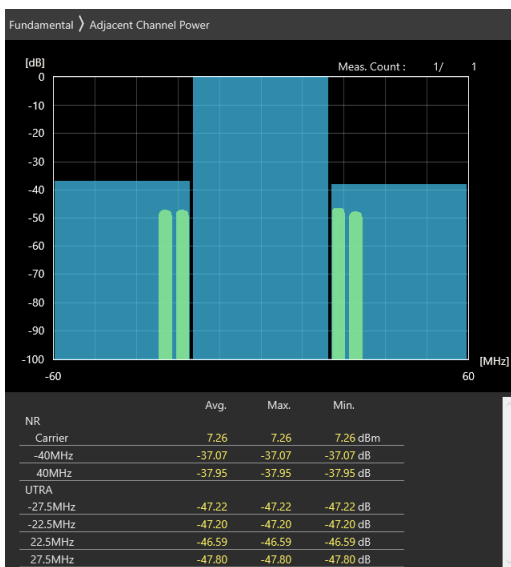 Fundamental 〉 Adjacent Channel Power
[dB]
Meas. Count : 1/ 1
0
-10
-20
-30
-40
-50
-60
-70
-80
-90
-100
[MHz]
-60 60
Avg. Max. Min.
NR
Carrier 7.26 7.26 7.26 dBm
-40MHz -37.07 -37.07 -37.07 dB
40MHz -37.95 -37.95 -37.95 dB
UTRA
-27.5MHz -47.22 -47.22 -47.22 dB
-22.5MHz -47.20 -47.20 -47.20 dB
22.5MHz -46.59 -46.59 -46.59 dB
27.5MHz -47.80 -47.80 -47.80 dB